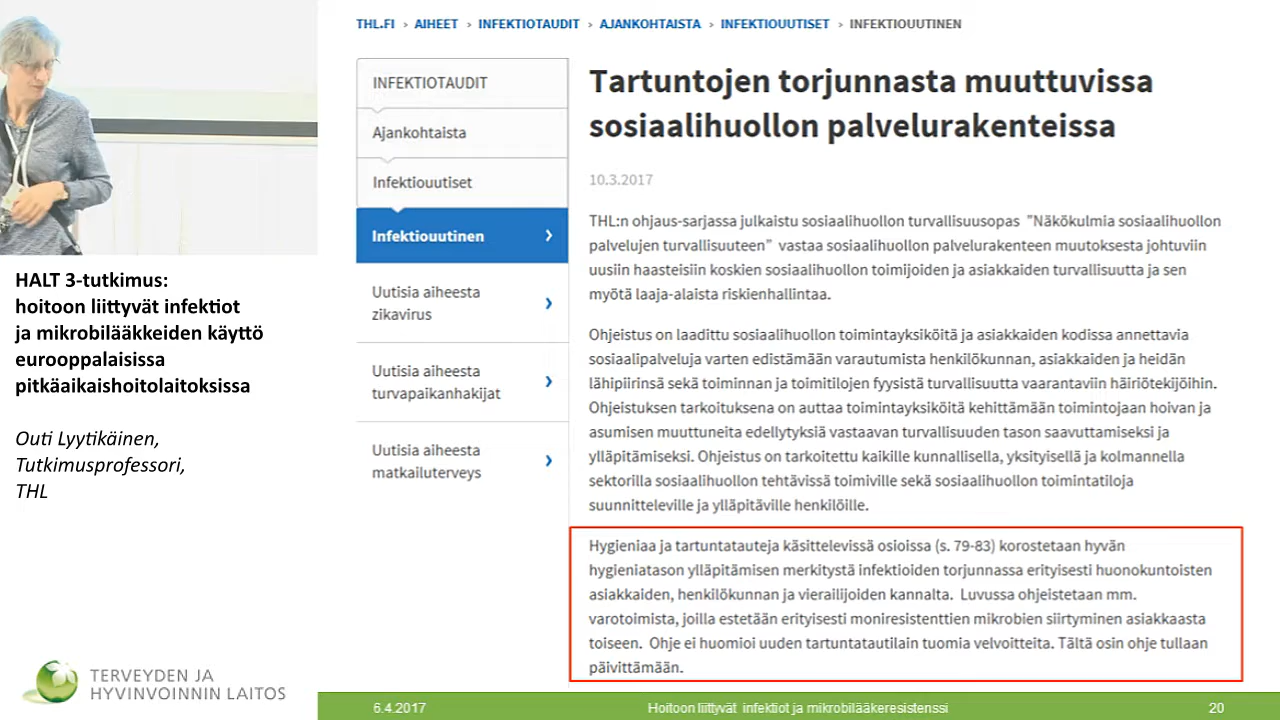 THL.FI › AIHEET › INFEKTIOTAUDIT › AJANKOHTAISTA › INFEKTIOUUTISET › INFEKTIOUUTINEN
INFEKTIOTAUDIT
Ajankohtaista
Infektiouutiset
Infektiouutinen
Uutisia aiheesta
zikavirus
Uutisia aiheesta
turvapaikanhakijat
Uutisia aiheesta
matkailuterveys
Tartuntojen torjunnasta muuttuvissa
sosiaalihuollon palvelurakenteissa
10.3.2017
THL:n ohjaus-sarjassa julkaistu sosiaalihuollon turvallisuusopas "Näkökulmia sosiaalihuollon
palvelujen turvallisuuteen" vastaa sosiaalihuollon palvelurakenteen muutoksesta johtuviin
uusiin haasteisiin koskien sosiaalihuollon toimijoiden ja asiakkaiden turvallisuutta ja sen
myötä laaja-alaista riskienhallintaa.
Ohjeistus on laadittu sosiaalihuollon toimintayksiköitä ja asiakkaiden kodissa annettavia
sosiaalipalveluja varten edistämään varautumista henkilökunnan, asiakkaiden ja heidän
lähipiirinsä sekä toiminnan ja toimitilojen fyysistä turvallisuutta vaarantaviin häiriötekijöihin.
Ohjeistuksen tarkoituksena on auttaa toimintayksiköitä kehittämään toimintojaan hoivan ja
asumisen muuttuneita edellytyksiä vastaavan turvallisuuden tason saavuttamiseksi ja
ylläpitämiseksi. Ohjeistus on tarkoitettu kaikille kunnallisella, yksityisellä ja kolmannella
sektorilla sosiaalihuollon tehtävissä toimiville sekä sosiaalihuollon toimintatiloja
suunnitteleville ja ylläpitäville henkilöille.
Hygieniaa ja tartuntatauteja käsittelevissä osioissa (s. 79-83) korostetaan hyvän
hygieniatason ylläpitämisen merkitystä infektioiden torjunnassa erityisesti huonokuntoisten
asiakkaiden, henkilökunnan ja vierailijoiden kannalta. Luvussa ohjeistetaan mm.
varotoimista, joilla estetään erityisesti moniresistenttien mikrobien siirtyminen asiakkaasta
toiseen. Ohje ei huomioi uuden tartuntatautilain tuomia velvoitteita. Tältä osin ohje tullaan
päivittämään.
HALT 3-tutkimus:
hoitoon liittyvät infektiot
ja mikrobilääkkeiden käyttö
eurooppalaisissa
pitkäaikaishoitolaitoksissa
Outi Lyytikäinen,
Tutkimusprofessori,
THL
TERVEYDEN JA
HYVINVOINNIN LAITOS
6.4.2017 Hoitoon liittyvät infektiot ja mikrobilääkeresistenssi 20